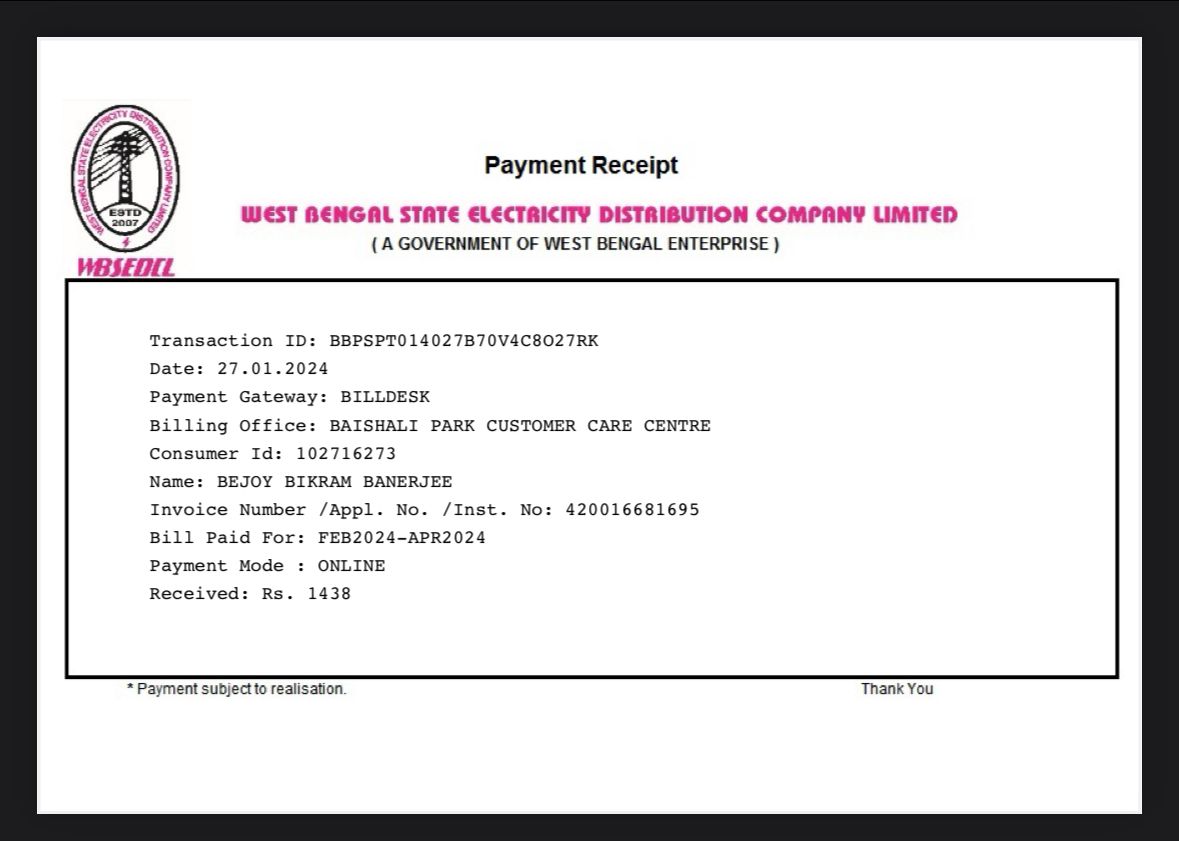 WEST BENGAL STATE ELECTRICITY DISTRIBUTION COMPANY LIMITED
ESTD
2007
WBSEDCL
Payment Receipt
WEST BENGAL STATE ELECTRICITY DISTRIBUTION COMPANY LIMITED
( A GOVERNMENT OF WEST BENGAL ENTERPRISE )
Transaction ID: BBPSPT014027B70V4C8O27RK
Date: 27.01.2024
Payment Gateway: BILLDESK
Billing Office: BAISHALI PARK CUSTOMER CARE CENTRE
Consumer Id: 102716273
Name: BEJOY BIKRAM BANERJEE
Invoice Number /Appl. No. /Inst. No: 420016681695
Bill Paid For: FEB2024-APR2024
Payment Mode : ONLINE
Received: Rs. 1438
* Payment subject to realisation.
Thank You